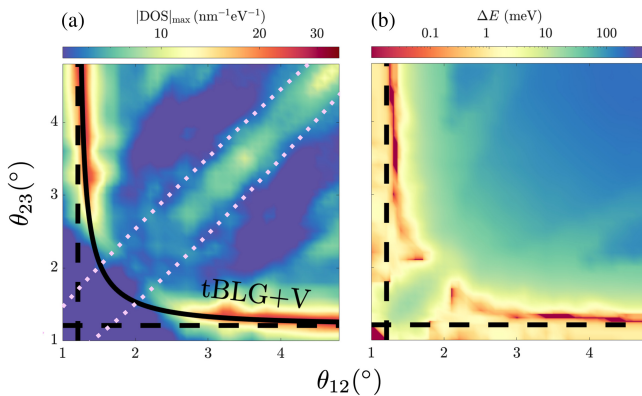 (a) |DOS|max (nm⁻¹eV⁻¹) (b) ΔE (meV)
10 20 30 0.1 1 10 100
θ₂₃(°)
4
3
2
1
tBLG+V
1 2 3 4 1 2 3 4
θ₁₂(°)